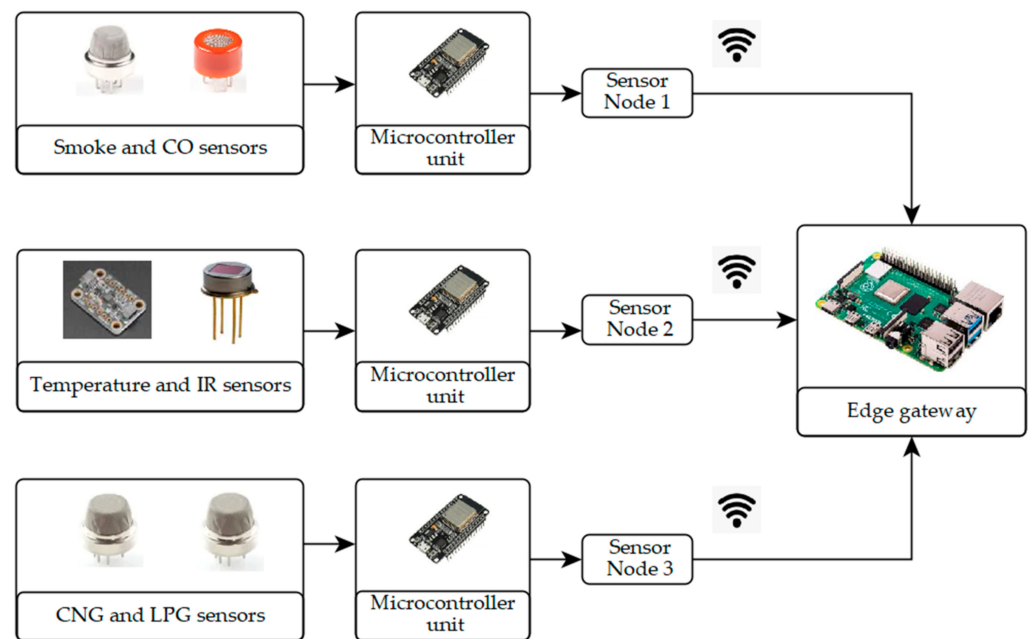 Smoke and CO sensors
Microcontroller
unit
Sensor
Node 1
Temperature and IR sensors
Microcontroller
unit
Sensor
Node 2
Edge gateway
CNG and LPG sensors
Microcontroller
unit
Sensor
Node 3